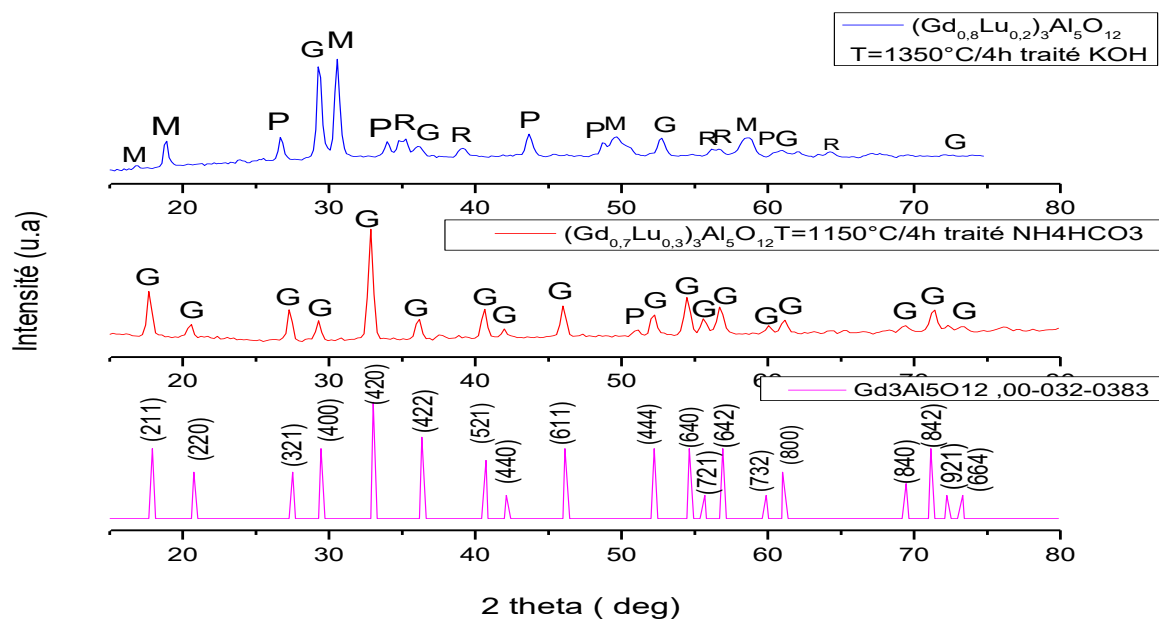 (Gd0,8Lu0,2)3Al5O12
T=1350°C/4h traité KOH
M M P G M P R G R P P M G R R M P G R G
20 30 40 50 60 70 80
(Gd0,7Lu0,3)3Al5O12T=1150°C/4h traité NH4HCO3
G G G G G G G G G P G G G G G G G G G
20 30 40 50 60 70 80
Gd3Al5O12 ,00-032-0383
(211) (220) (321) (400) (420) (422) (521) (440) (611) (444) (640) (721) (642) (732) (800) (840) (842) (921) (664)
20 30 40 50 60 70 80
Intensité (u.a)
2 theta ( deg)